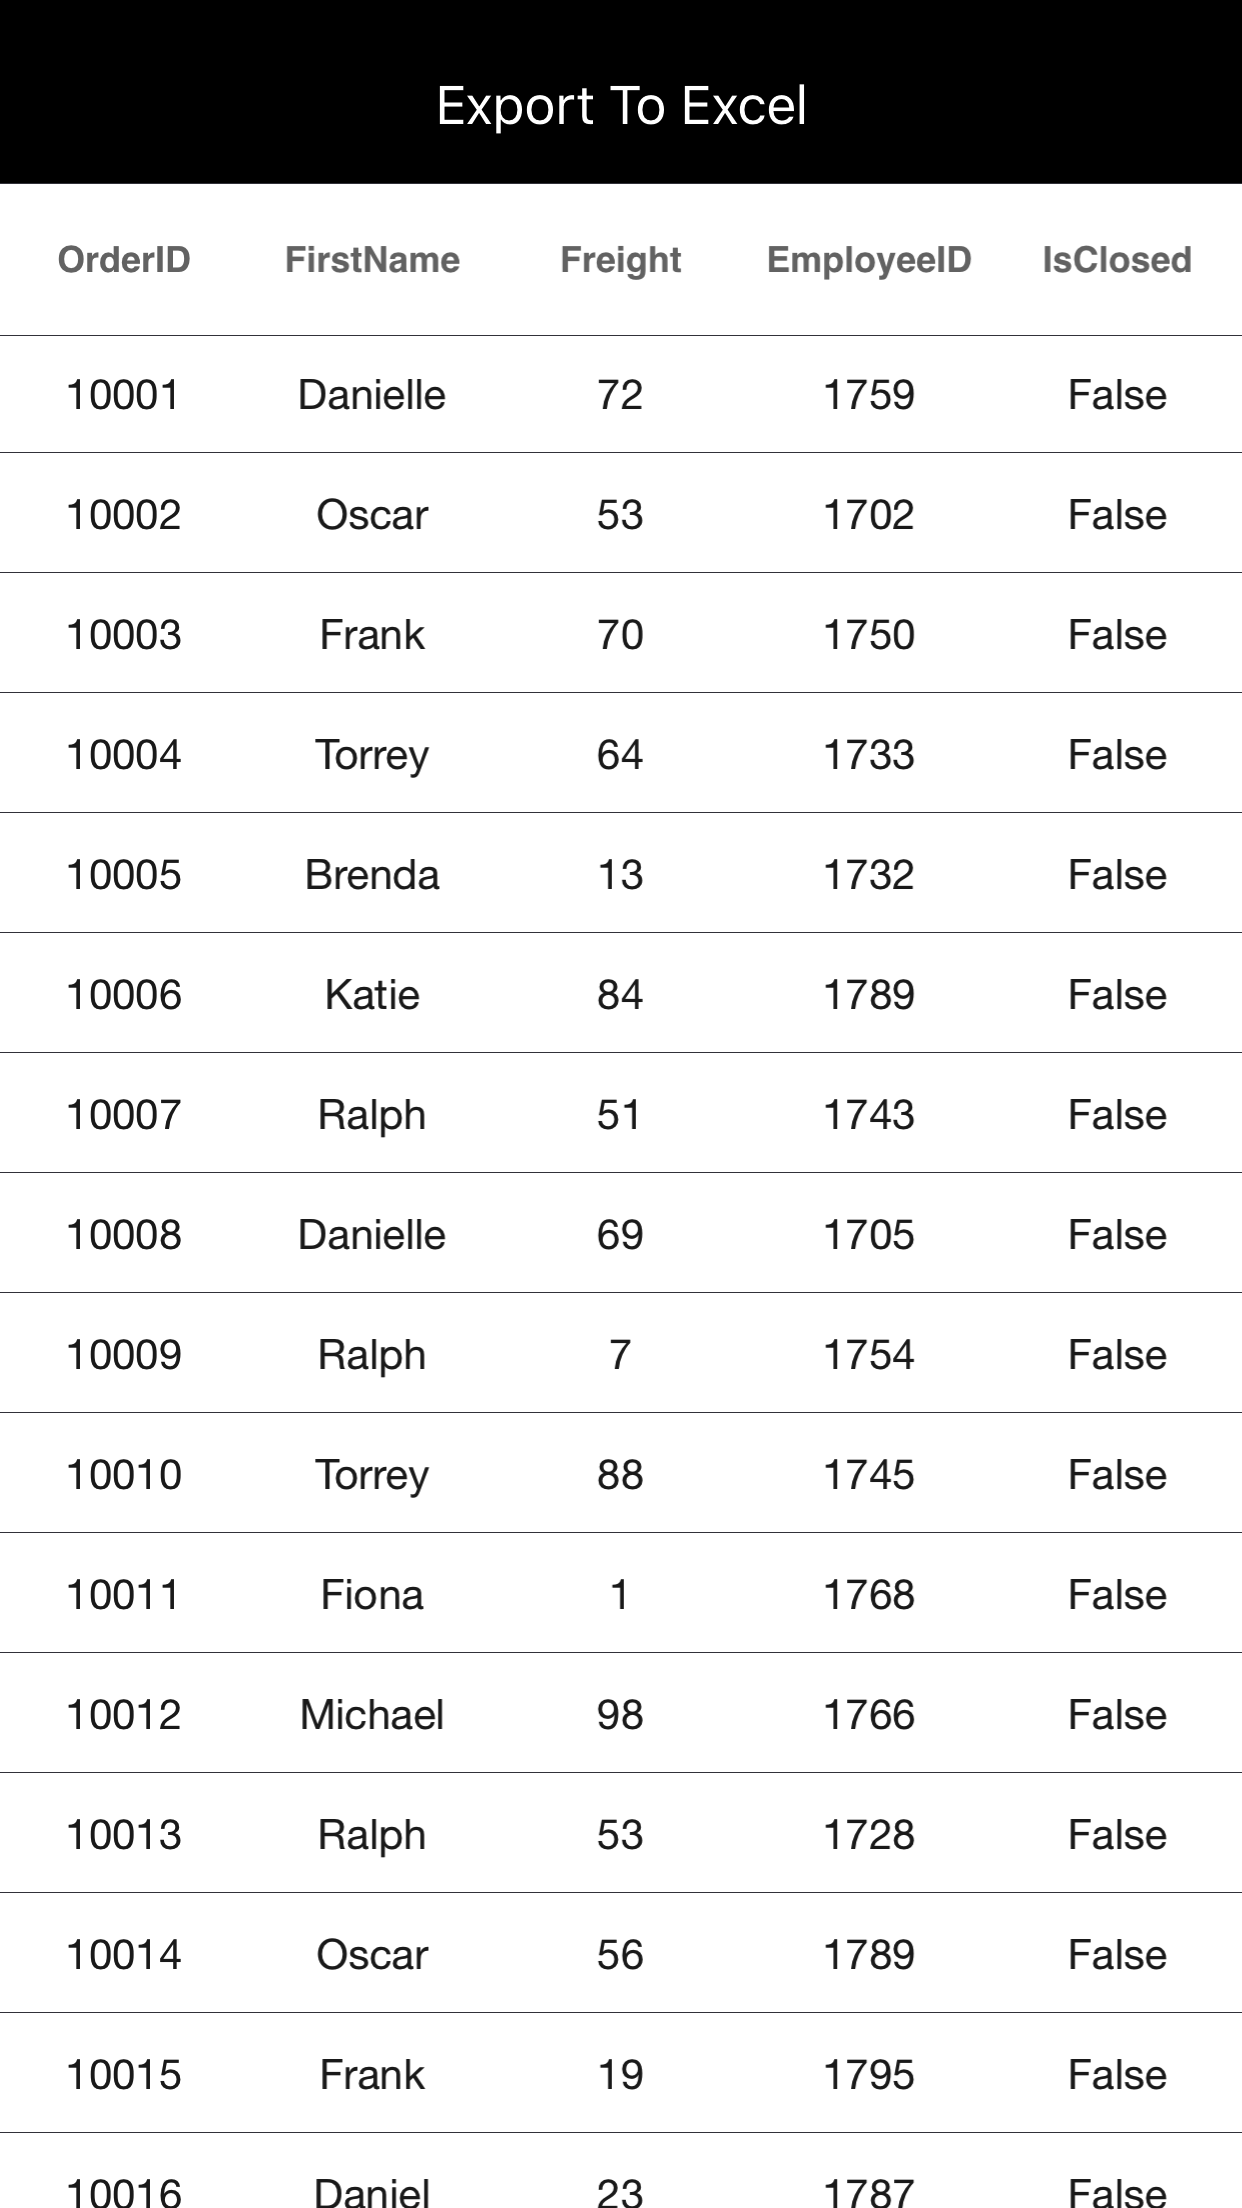 Export To Excel
OrderID FirstName Freight EmployeeID IsClosed
10001 Danielle 72 1759 False
10002 Oscar 53 1702 False
10003 Frank 70 1750 False
10004 Torrey 64 1733 False
10005 Brenda 13 1732 False
10006 Katie 84 1789 False
10007 Ralph 51 1743 False
10008 Danielle 69 1705 False
10009 Ralph 7 1754 False
10010 Torrey 88 1745 False
10011 Fiona 1 1768 False
10012 Michael 98 1766 False
10013 Ralph 53 1728 False
10014 Oscar 56 1789 False
10015 Frank 19 1795 False
10016 Daniel 23 1787 False